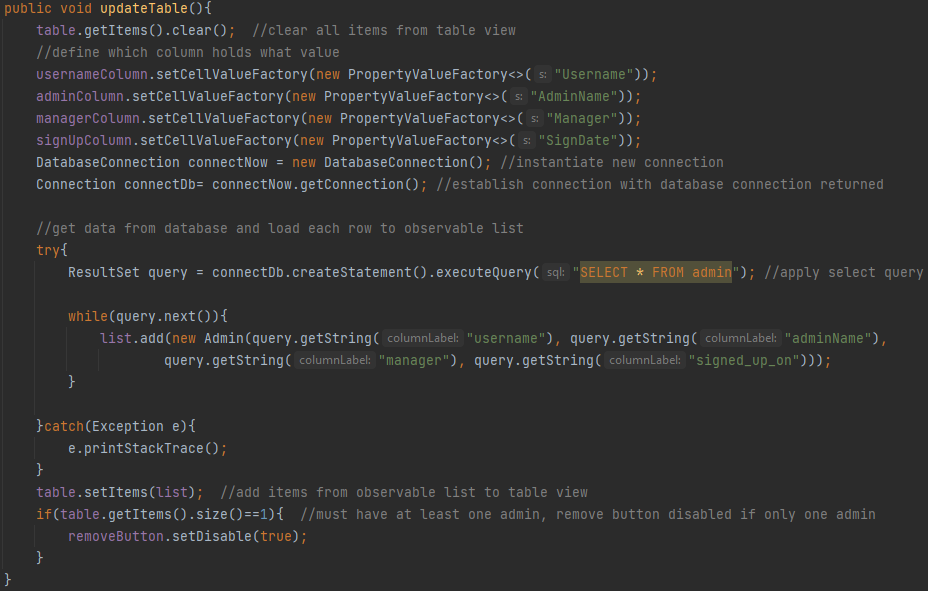 public void updateTable(){
    table.getItems().clear();  //clear all items from table view
    //define which column holds what value
    usernameColumn.setCellValueFactory(new PropertyValueFactory<>( s: "Username"));
    adminColumn.setCellValueFactory(new PropertyValueFactory<>( s: "AdminName"));
    managerColumn.setCellValueFactory(new PropertyValueFactory<>( s: "Manager"));
    signUpColumn.setCellValueFactory(new PropertyValueFactory<>( s: "SignDate"));
    DatabaseConnection connectNow = new DatabaseConnection(); //instantiate new connection
    Connection connectDb= connectNow.getConnection(); //establish connection with database connection returned
    //get data from database and load each row to observable list
    try{
        ResultSet query = connectDb.createStatement().executeQuery( sql: "SELECT * FROM admin"); //apply select query
        while(query.next()){
            list.add(new Admin(query.getString( columnLabel: "username"), query.getString( columnLabel: "adminName"),
                    query.getString( columnLabel: "manager"), query.getString( columnLabel: "signed_up_on")));
        }
    }catch(Exception e){
        e.printStackTrace();
    }
    table.setItems(list);  //add items from observable list to table view
    if(table.getItems().size()==1){  //must have at least one admin, remove button disabled if only one admin
        removeButton.setDisable(true);
    }
}